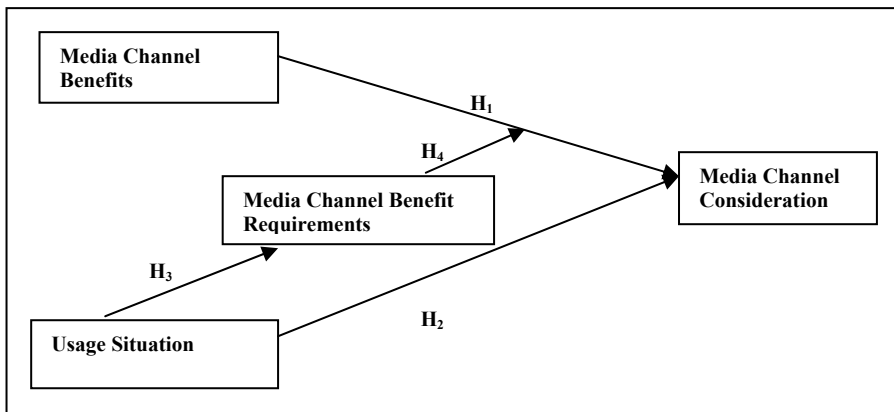 Media Channel
Benefits
H₁
H₄
Media Channel
Consideration
Media Channel Benefit
Requirements
H₃
H₂
Usage Situation